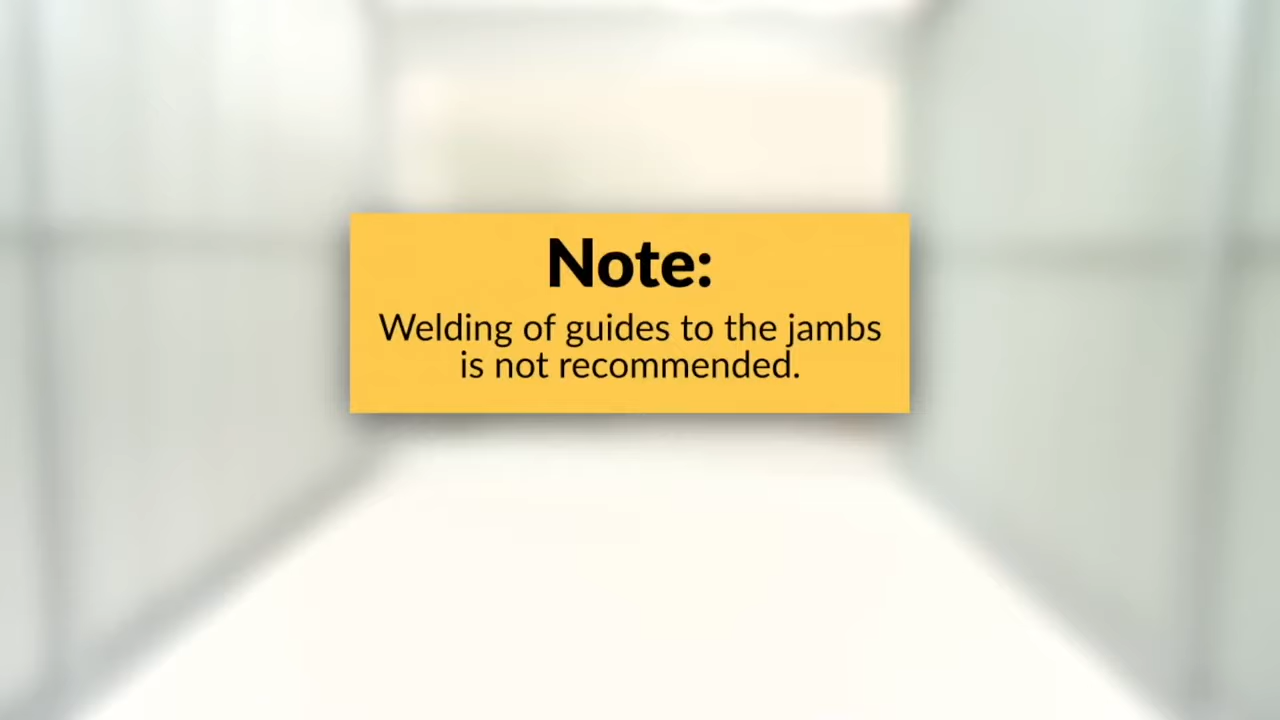 Note:
Welding of guides to the jambs
is not recommended.